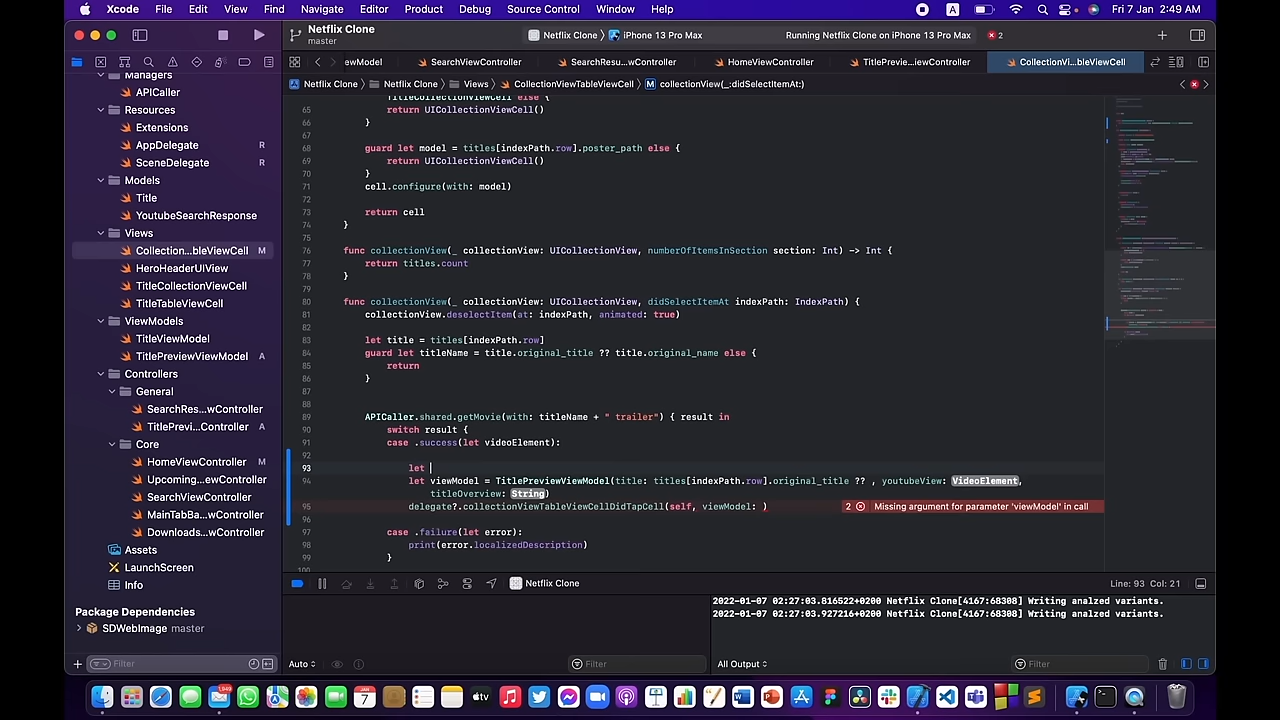 Xcode File Edit View Find Navigate Editor Product Debug Source Control Window Help A Fri 7 Jan 2:49 AM
Netflix Clone
master
Netflix Clone iPhone 13 Pro Max
Running Netflix Clone on iPhone 13 Pro Max 2
ewModel SearchViewController SearchResu...wController HomeViewController TitlePrevie...iewController CollectionVi...bleViewCell
Netflix Clone Netflix Clone Views CollectionViewTableViewCell M collectionView(_:didSelectItemAt:)
Managers
APICaller
Resources
Extensions
AppDelegate R
SceneDelegate R
Models
Title
YoutubeSearchResponse
Views
Collection...bleViewCell M
HeroHeaderUIView
TitleCollectionViewCell
TitleTableViewCell
ViewModels
TitleViewModel
TitlePreviewViewModel A
Controllers
General
SearchRes...wController
TitlePrevi...Controller A
Core
HomeViewController M
Upcoming...ewController
SearchViewController
MainTabBa...wController
Downloads...wController
Assets
LaunchScreen
Info
Package Dependencies
SDWebImage master
Filter
TitleCollectionViewCell else {
65 return UICollectionViewCell()
66 }
67
68 guard let model = titles[indexPath.row].poster_path else {
69 return UICollectionViewCell()
70 }
71 cell.configure(with: model)
72
73 return cell
74 }
75
76 func collectionView(_ collectionView: UICollectionView, numberOfItemsInSection section: Int) -> Int {
77 return titles.count
78 }
79
80 func collectionView(_ collectionView: UICollectionView, didSelectItemAt indexPath: IndexPath) {
81 collectionView.deselectItem(at: indexPath, animated: true)
82
83 let title = titles[indexPath.row]
84 guard let titleName = title.original_title ?? title.original_name else {
85 return
86 }
87
88
89 APICaller.shared.getMovie(with: titleName + " trailer") { result in
90 switch result {
91 case .success(let videoElement):
92
93 let
94 let viewModel = TitlePreviewViewModel(title: titles[indexPath.row].original_title ?? , youtubeView: VideoElement,
titleOverview: String)
95 delegate?.collectionViewTableViewCellDidTapCell(self, viewModel: ) 2 Missing argument for parameter 'viewModel' in call
96
97 case .failure(let error):
98 print(error.localizedDescription)
99 }
100
Netflix Clone
Line: 93 Col: 21
2022-01-07 02:27:03.816522+0200 Netflix Clone[4167:68308] Writing analzed variants.
2022-01-07 02:27:03.927216+0200 Netflix Clone[4167:68308] Writing analzed variants.
Auto
Filter
All Output
Filter
1,949
JAN
7
tv